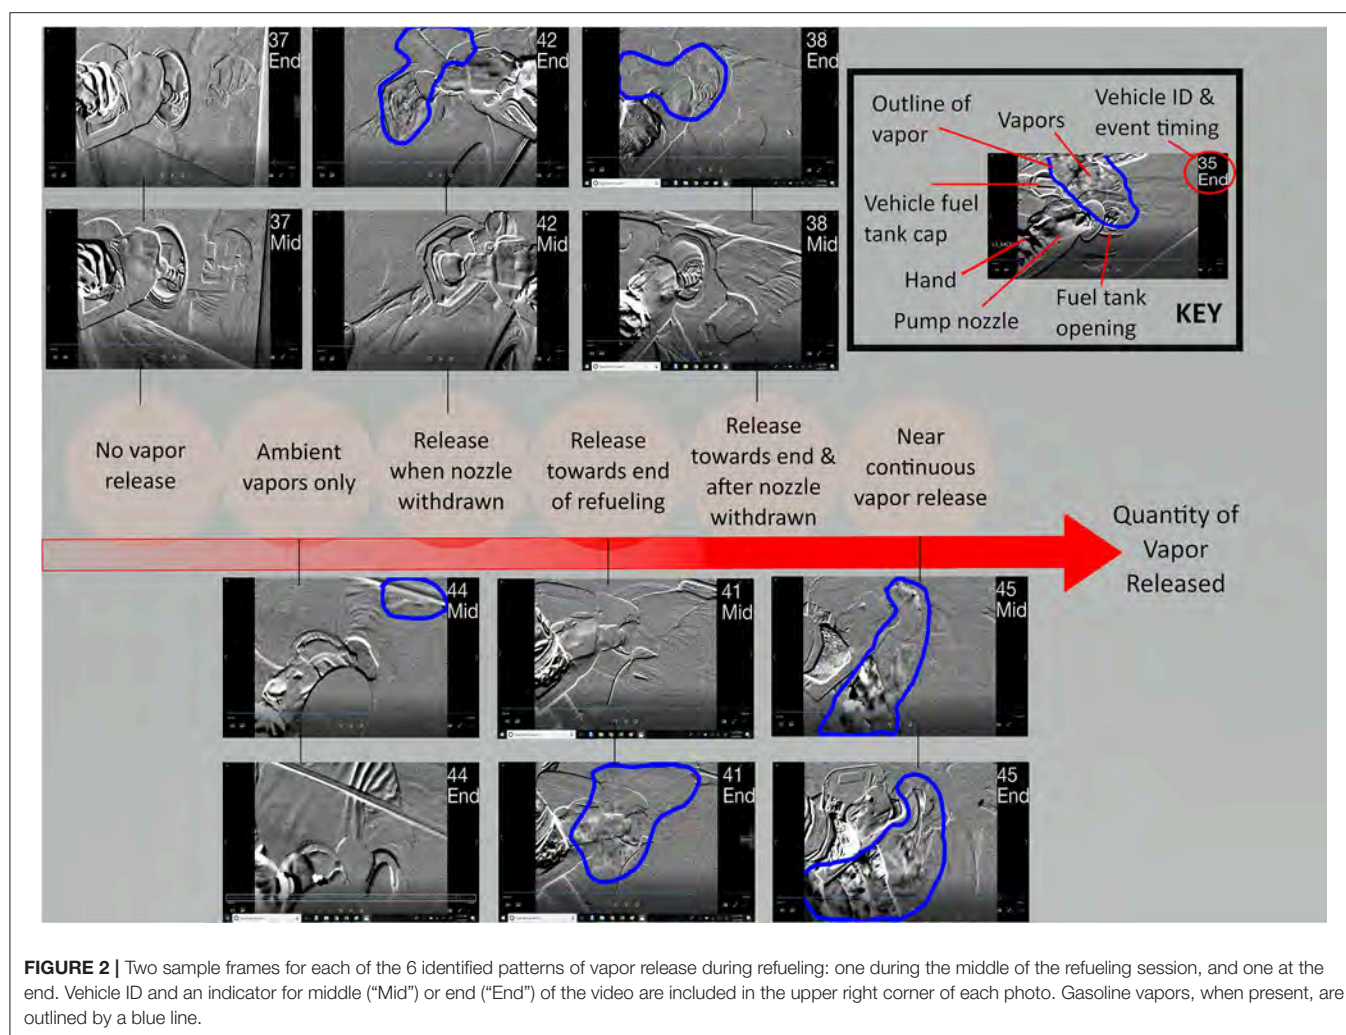 37
End
42
End
38
End
37
Mid
42
Mid
38
Mid
Outline of
vapor
Vapors
Vehicle ID &
event timing
35
End
Vehicle fuel
tank cap
Hand
Pump nozzle
Fuel tank
opening
KEY
No vapor
release
Ambient
vapors only
Release
when nozzle
withdrawn
Release
towards end
of refueling
Release
towards end &
after nozzle
withdrawn
Near
continuous
vapor release
Quantity of
Vapor
Released
44
Mid
41
Mid
45
Mid
44
End
41
End
45
End
FIGURE 2 | Two sample frames for each of the 6 identified patterns of vapor release during refueling: one during the middle of the refueling session, and one at the
end. Vehicle ID and an indicator for middle (“Mid”) or end (“End”) of the video are included in the upper right corner of each photo. Gasoline vapors, when present, are
outlined by a blue line.